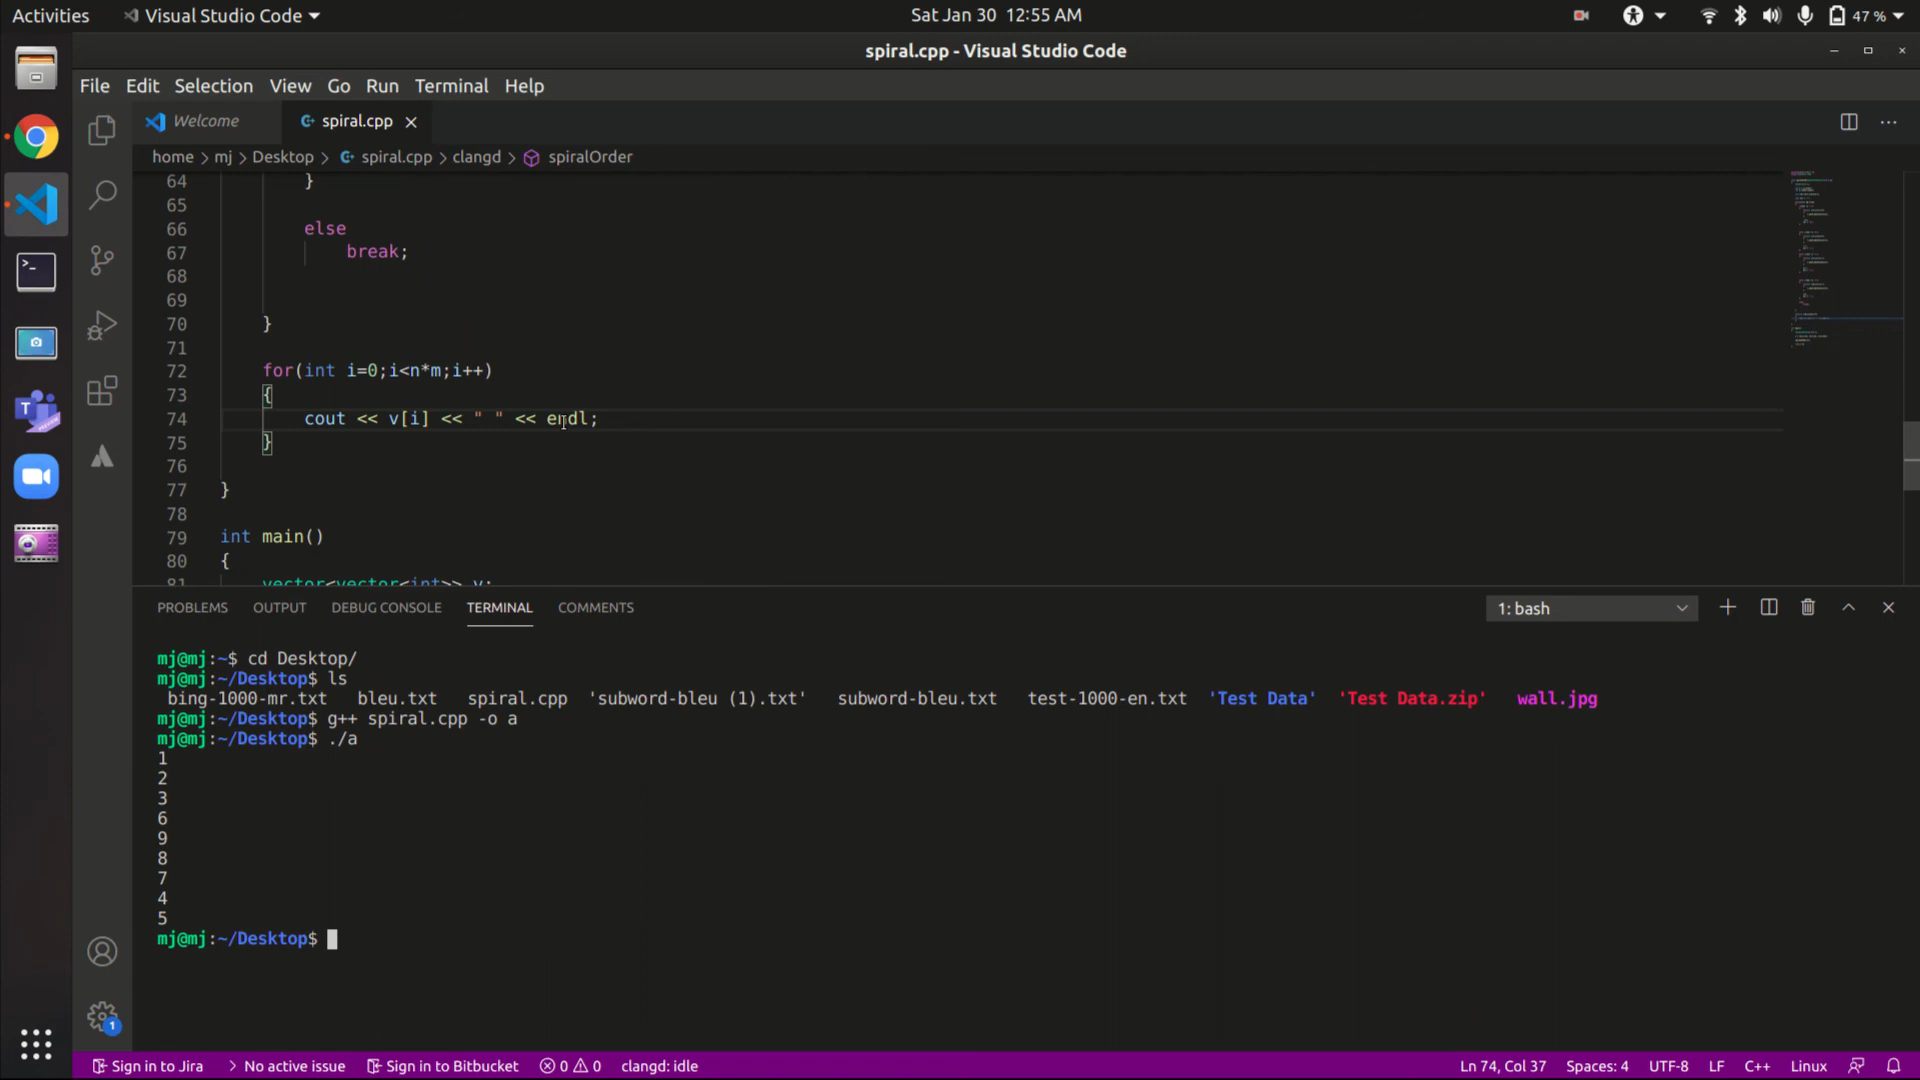 Activities Visual Studio Code Sat Jan 30 12:55 AM 47 %
spiral.cpp - Visual Studio Code
File Edit Selection View Go Run Terminal Help
Welcome spiral.cpp
home > mj > Desktop > spiral.cpp > clangd > spiralOrder
64 }
65
66 else
67 break;
68
69
70 }
71
72 for(int i=0;i<n*m;i++)
73 {
74 cout << v[i] << " " << endl;
75 }
76
77 }
78
79 int main()
80 {
81 vector<vector<int>> v;
PROBLEMS OUTPUT DEBUG CONSOLE TERMINAL COMMENTS 1: bash
mj@mj:~$ cd Desktop/
mj@mj:~/Desktop$ ls
bing-1000-mr.txt bleu.txt spiral.cpp 'subword-bleu (1).txt' subword-bleu.txt test-1000-en.txt 'Test Data' 'Test Data.zip' wall.jpg
mj@mj:~/Desktop$ g++ spiral.cpp -o a
mj@mj:~/Desktop$ ./a
1
2
3
6
9
8
7
4
5
mj@mj:~/Desktop$
1
Sign in to Jira > No active issue Sign in to Bitbucket 0 0 clangd: idle Ln 74, Col 37 Spaces: 4 UTF-8 LF C++ Linux